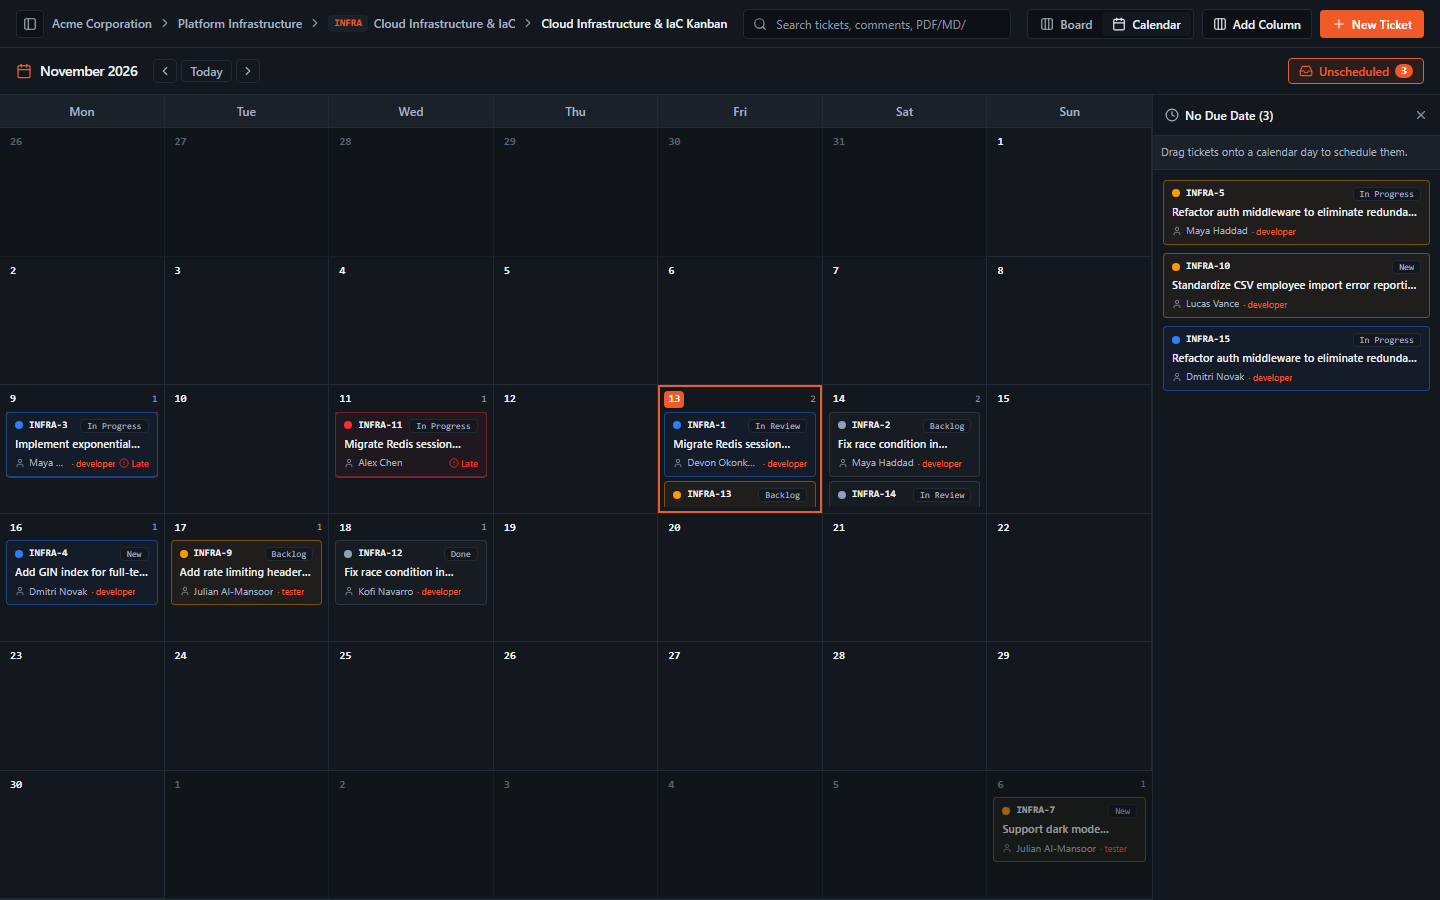 Acme Corporation > Platform Infrastructure > INFRA Cloud Infrastructure & IaC > Cloud Infrastructure & IaC Kanban
Search tickets, comments, PDF/MD/
Board
Calendar
Add Column
New Ticket
November 2026
Today
Unscheduled 3
Mon Tue Wed Thu Fri Sat Sun
26 27 28 29 30 31 1
2 3 4 5 6 7 8
9 1
INFRA-3 In Progress
Implement exponential...
Maya ... · developer Late
10
11 1
INFRA-11 In Progress
Migrate Redis session...
Alex Chen Late
12
13 2
INFRA-1 In Review
Migrate Redis session...
Devon Okonk... · developer
INFRA-13 Backlog
14 2
INFRA-2 Backlog
Fix race condition in...
Maya Haddad · developer
INFRA-14 In Review
15
16 1
INFRA-4 New
Add GIN index for full-te...
Dmitri Novak · developer
17 1
INFRA-9 Backlog
Add rate limiting header...
Julian Al-Mansoor · tester
18 1
INFRA-12 Done
Fix race condition in...
Kofi Navarro · developer
19 20 21 22
23 24 25 26 27 28 29
30 1 2 3 4 5
6 1
INFRA-7 New
Support dark mode...
Julian Al-Mansoor · tester
No Due Date (3)
Drag tickets onto a calendar day to schedule them.
INFRA-5 In Progress
Refactor auth middleware to eliminate redunda...
Maya Haddad · developer
INFRA-10 New
Standardize CSV employee import error reporti...
Lucas Vance · developer
INFRA-15 In Progress
Refactor auth middleware to eliminate redunda...
Dmitri Novak · developer